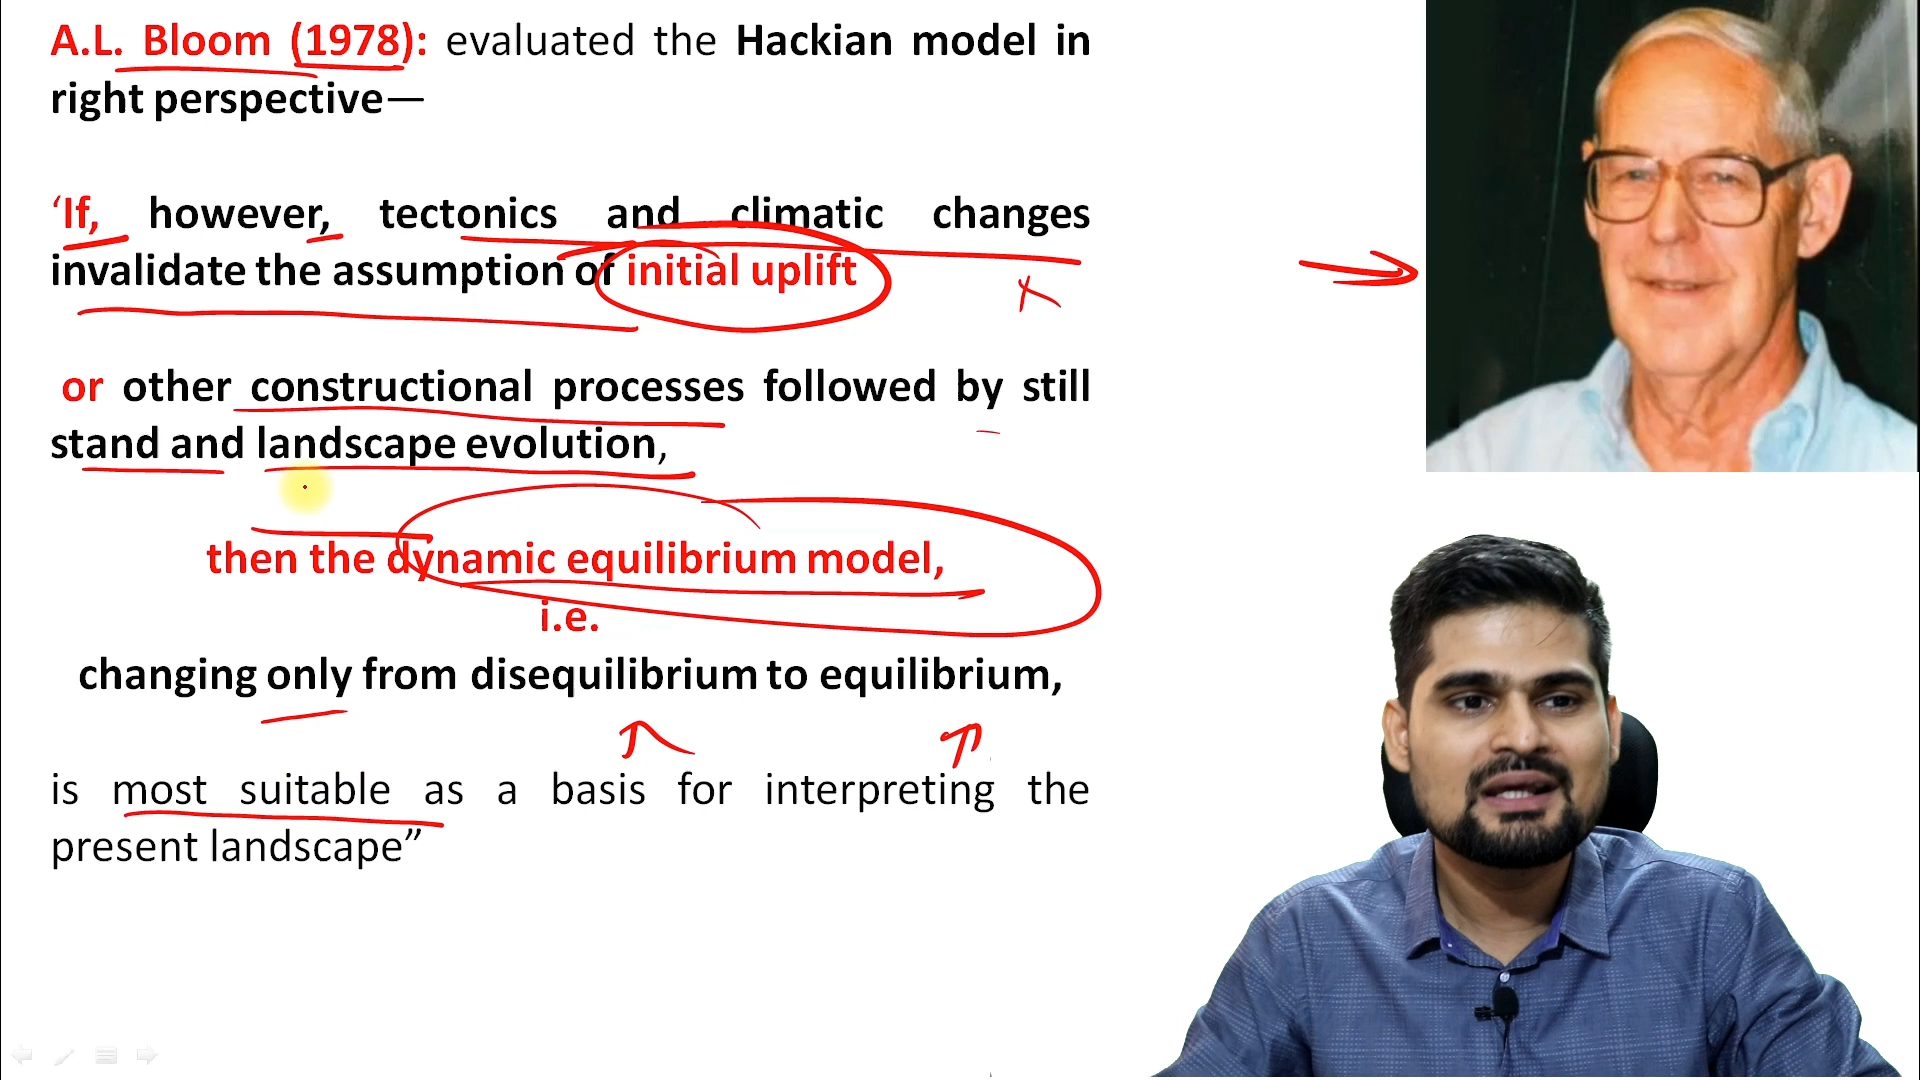 A.L. Bloom (1978): evaluated the Hackian model in
right perspective—
‘If, however, tectonics and climatic changes
invalidate the assumption of initial uplift
or other constructional processes followed by still
stand and landscape evolution,
then the dynamic equilibrium model,
i.e.
changing only from disequilibrium to equilibrium,
is most suitable as a basis for interpreting the
present landscape”